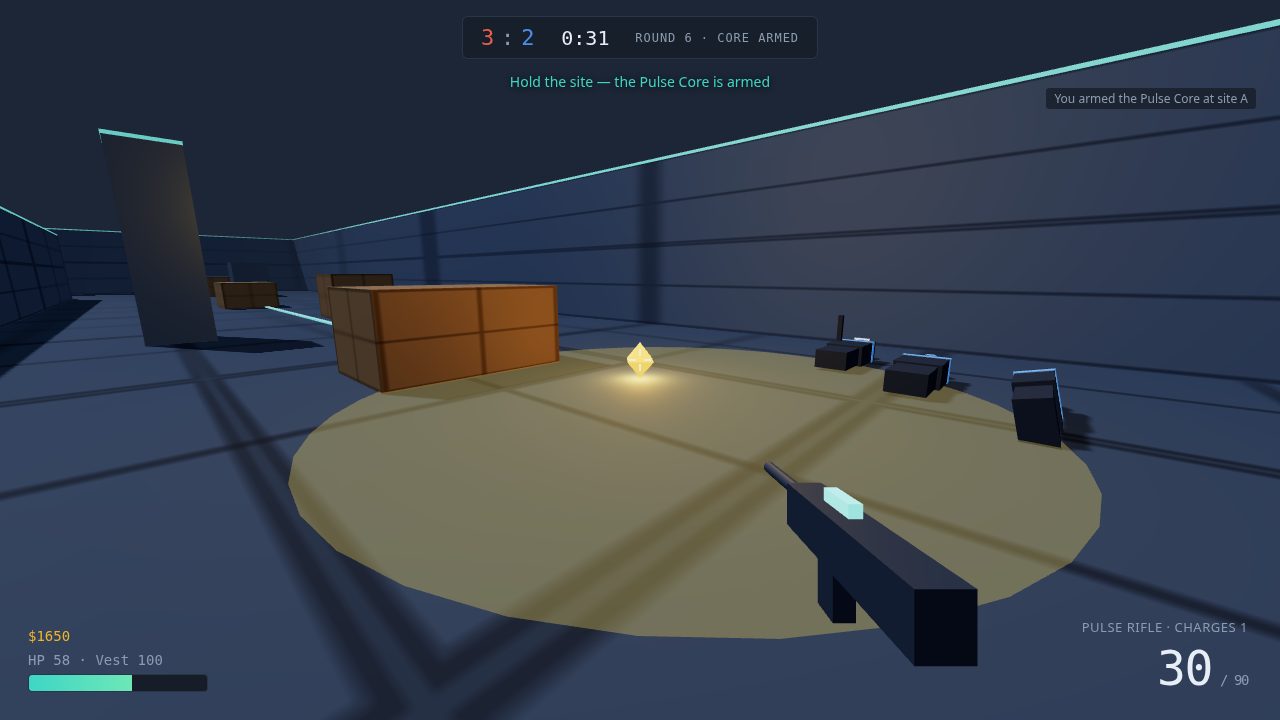 3 : 2 0:31 ROUND 6 · CORE ARMED
Hold the site — the Pulse Core is armed
You armed the Pulse Core at site A
$1650
HP 58 · Vest 100
PULSE RIFLE · CHARGES 1
30 / 90